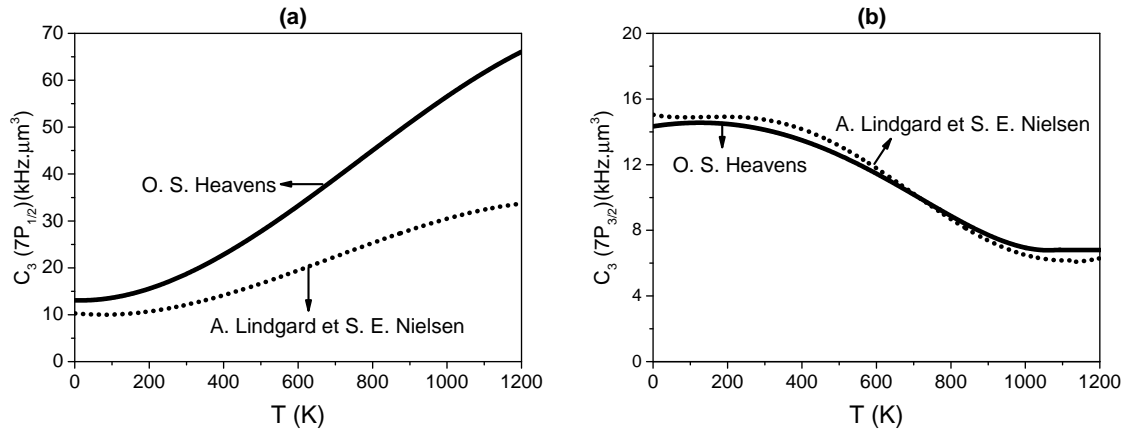 (a)
C3 (7P1/2)(kHz.μm3)
70
60
50
40
30
20
10
0
O. S. Heavens
A. Lindgard et S. E. Nielsen
0 200 400 600 800 1000 1200
T (K)
(b)
C3 (7P3/2)(kHz.μm3)
20
16
12
8
4
0
A. Lindgard et S. E. Nielsen
O. S. Heavens
0 200 400 600 800 1000 1200
T (K)